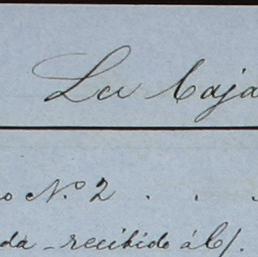 La Caja
o N.º 2 . .
da - recibido á C/.